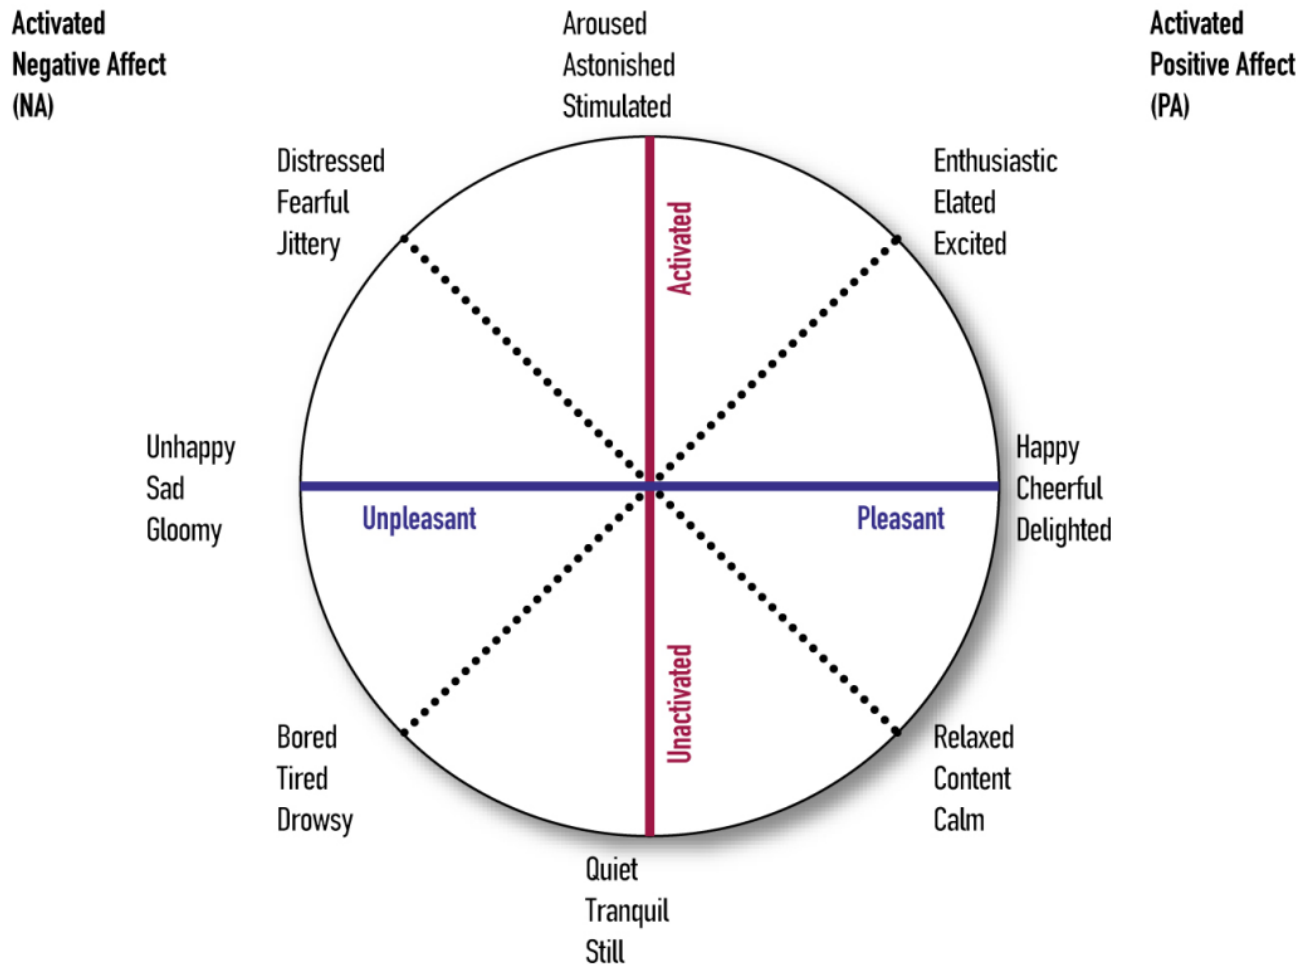 Activated
Negative Affect
(NA)
Aroused
Astonished
Stimulated
Activated
Positive Affect
(PA)
Distressed
Fearful
Jittery
Enthusiastic
Elated
Excited
Activated
Unhappy
Sad
Gloomy
Happy
Cheerful
Delighted
Unpleasant
Pleasant
Unactivated
Bored
Tired
Drowsy
Relaxed
Content
Calm
Quiet
Tranquil
Still